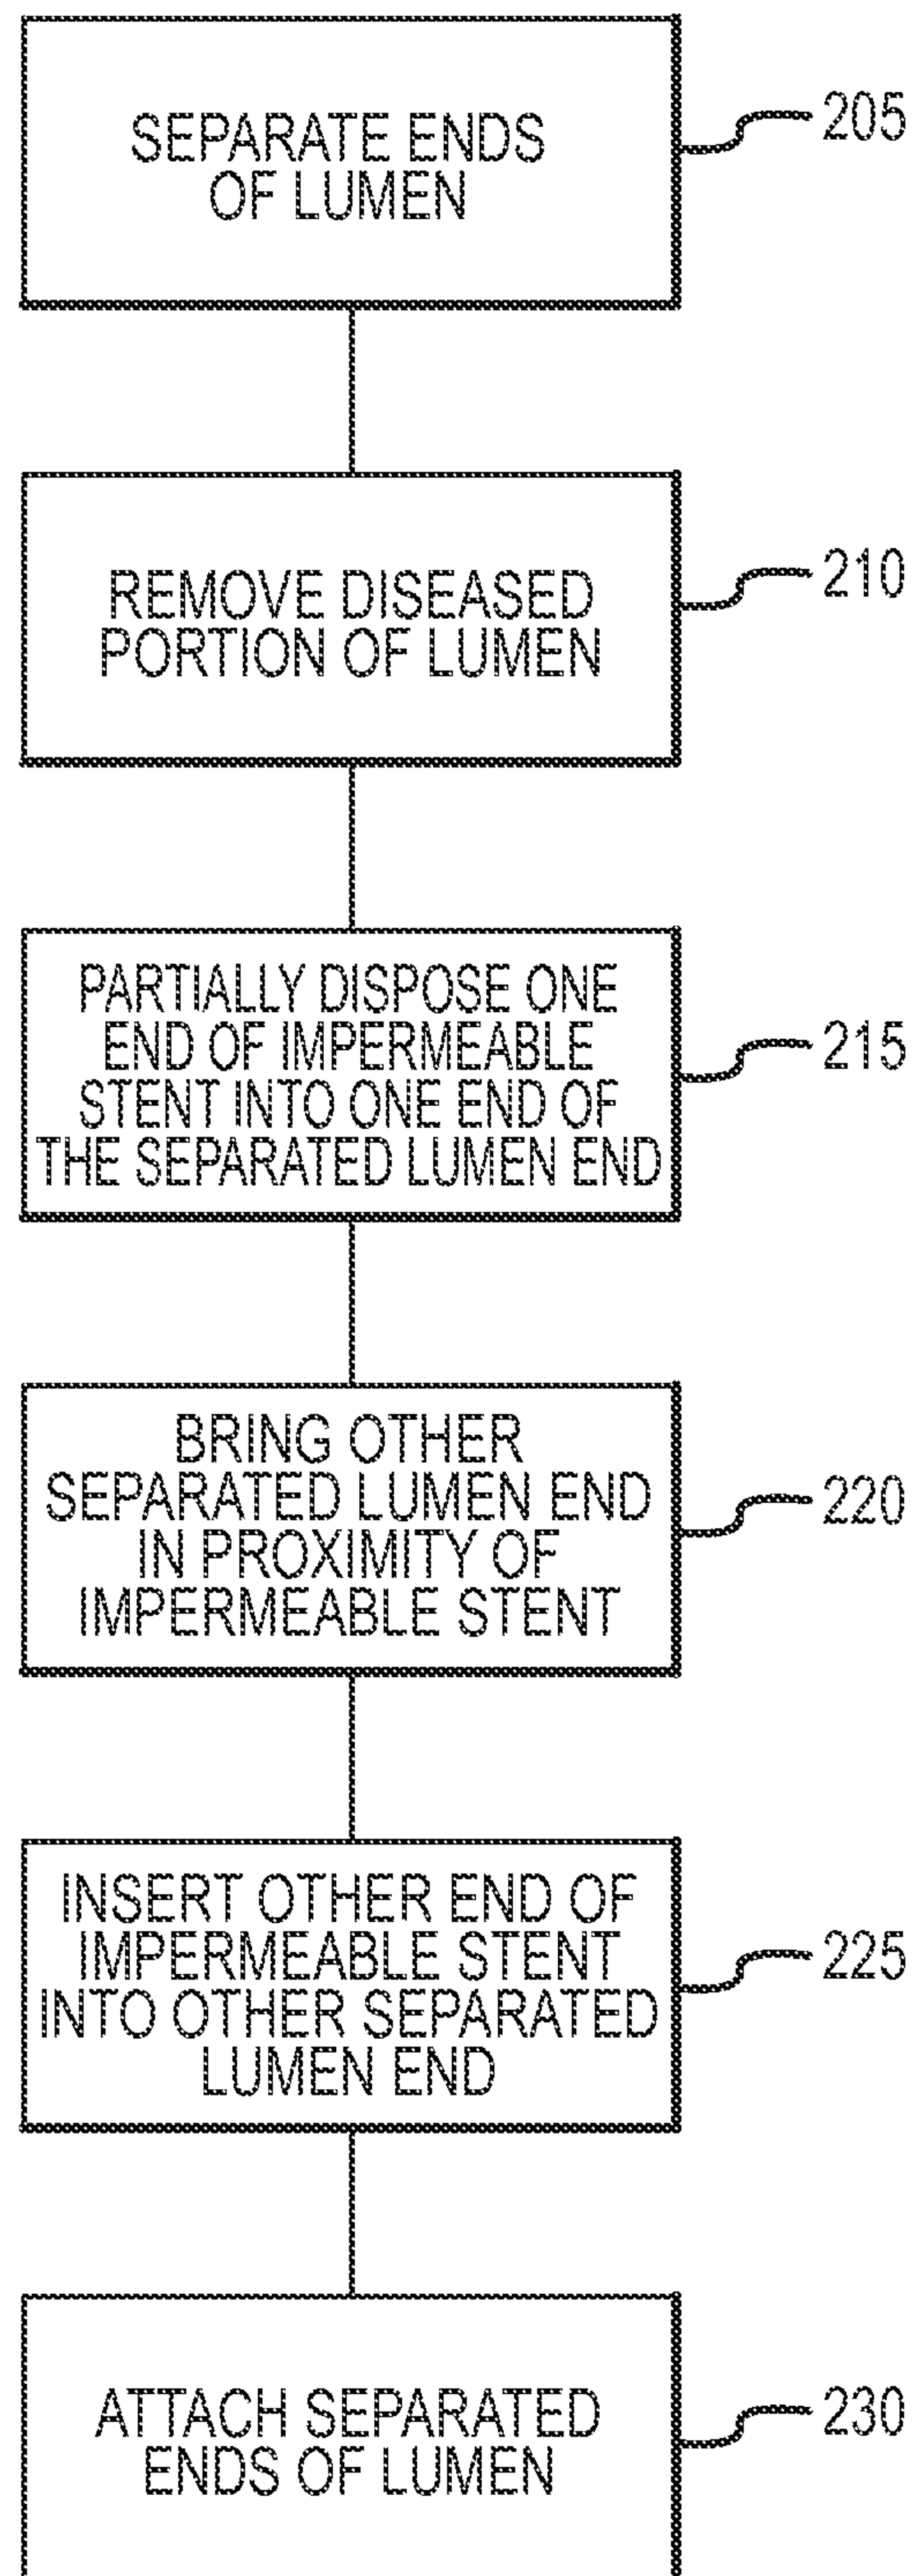 SEPARATE ENDS
OF LUMEN
205
REMOVE DISEASED
PORTION OF LUMEN
210
PARTIALLY DISPOSE ONE
END OF IMPERMEABLE
STENT INTO ONE END OF
THE SEPARATED LUMEN END
215
BRING OTHER
SEPARATED LUMEN END
IN PROXIMITY OF
IMPERMEABLE STENT
220
INSERT OTHER END OF
IMPERMEABLE STENT
INTO OTHER SEPARATED
LUMEN END
225
ATTACH SEPARATED
ENDS OF LUMEN
230